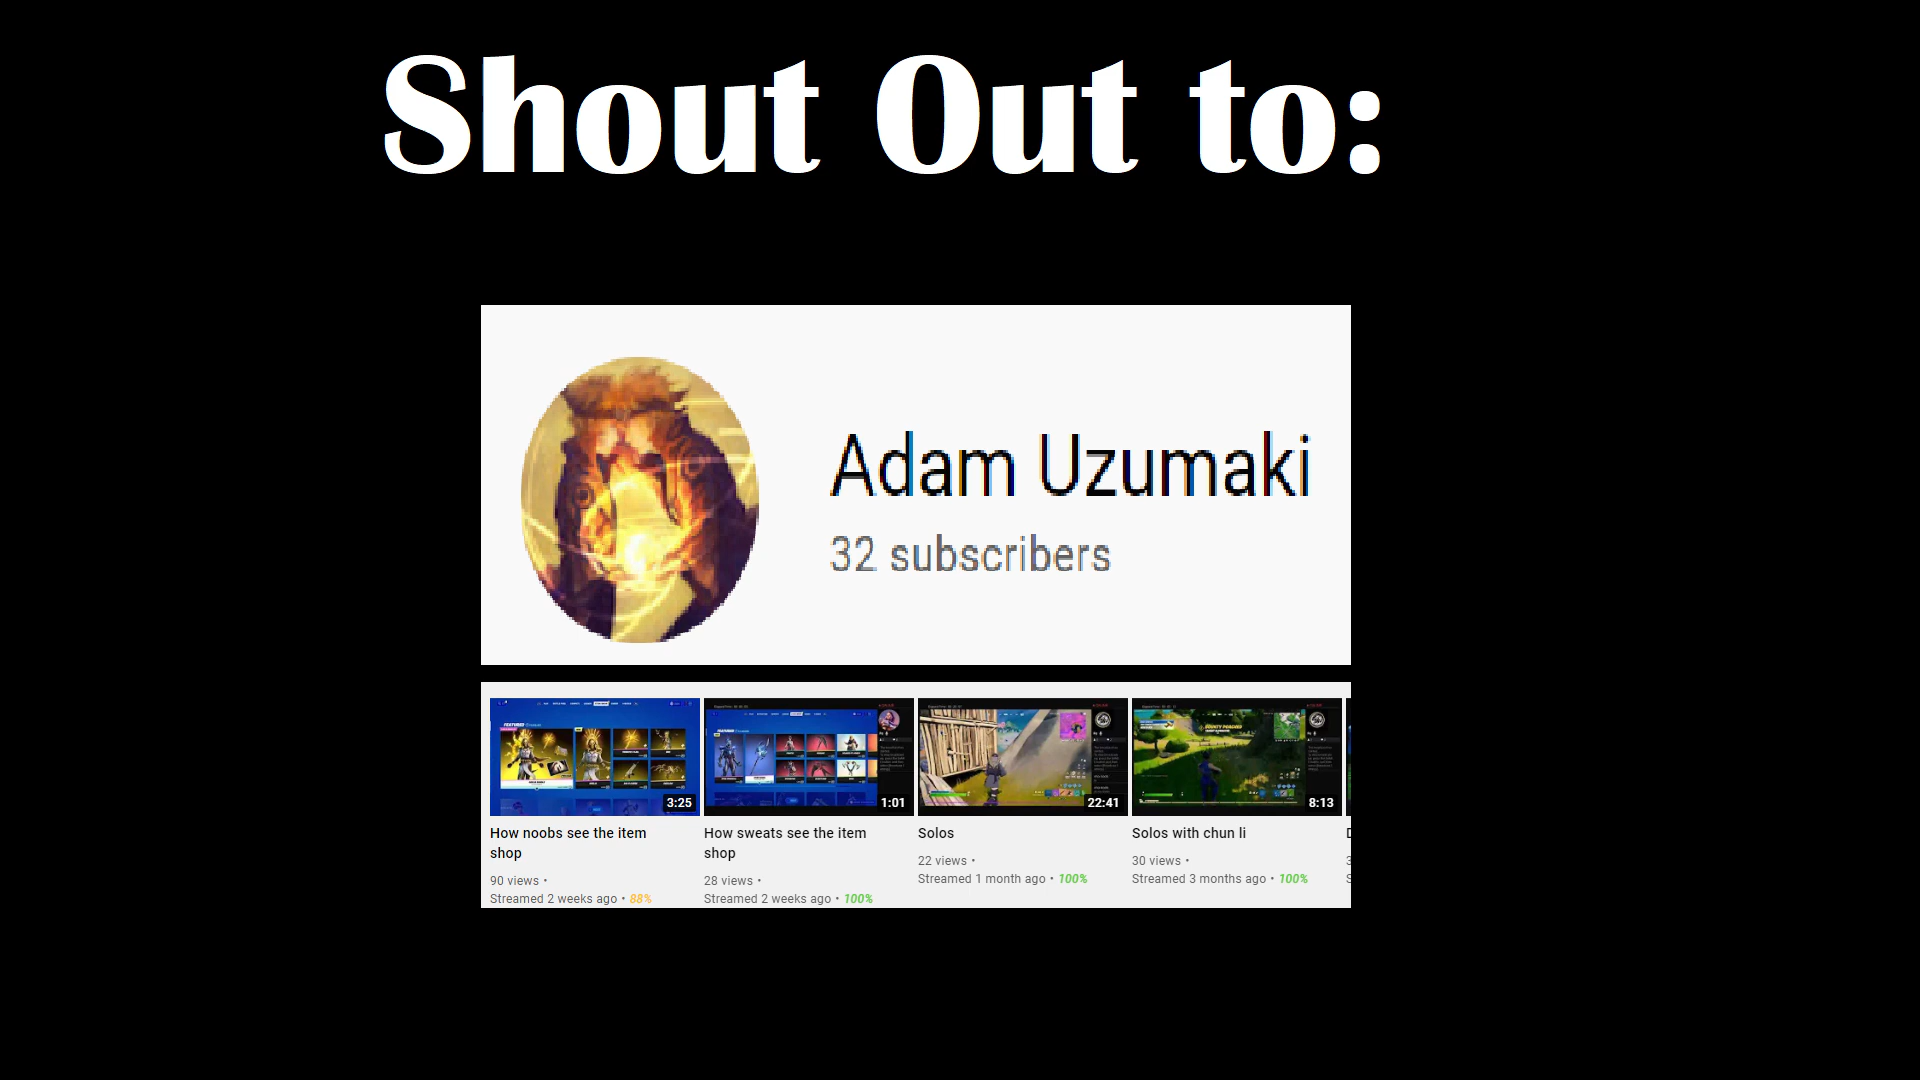 Shout Out to:
Adam Uzumaki
32 subscribers
3:25
1:01
22:41
8:13
How noobs see the item
shop
90 views •
Streamed 2 weeks ago • 88%
How sweats see the item
shop
28 views •
Streamed 2 weeks ago • 100%
Solos
22 views •
Streamed 1 month ago • 100%
Solos with chun li
30 views •
Streamed 3 months ago • 100%